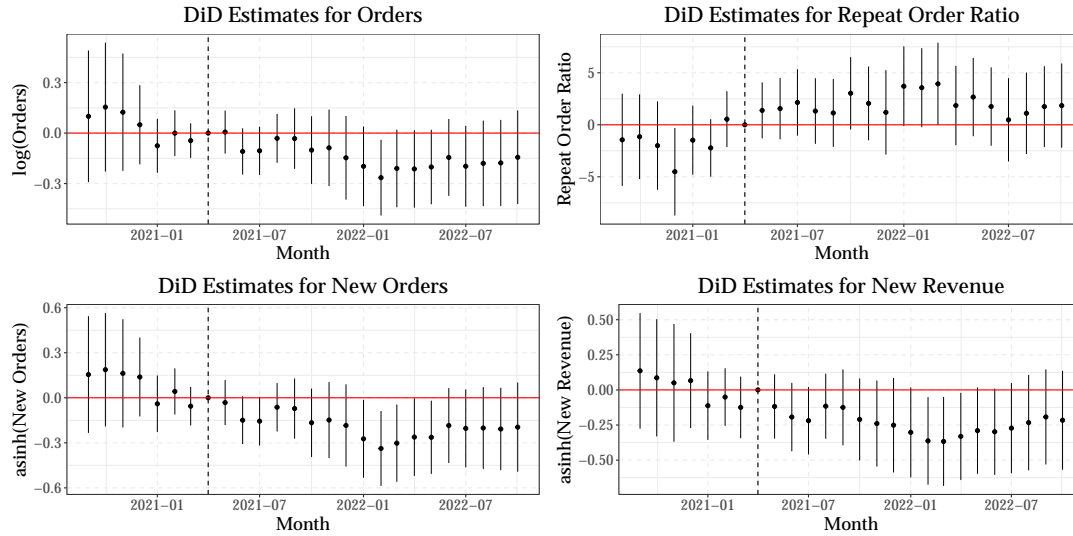 DiD Estimates for Orders
log(Orders)
0.3
0.0
−0.3
2021−01 2021−07 2022−01 2022−07
Month
DiD Estimates for Repeat Order Ratio
Repeat Order Ratio
5
0
−5
2021−01 2021−07 2022−01 2022−07
Month
DiD Estimates for New Orders
asinh(New Orders)
0.6
0.3
0.0
−0.3
−0.6
2021−01 2021−07 2022−01 2022−07
Month
DiD Estimates for New Revenue
asinh(New Revenue)
0.50
0.25
0.00
−0.25
−0.50
2021−01 2021−07 2022−01 2022−07
Month